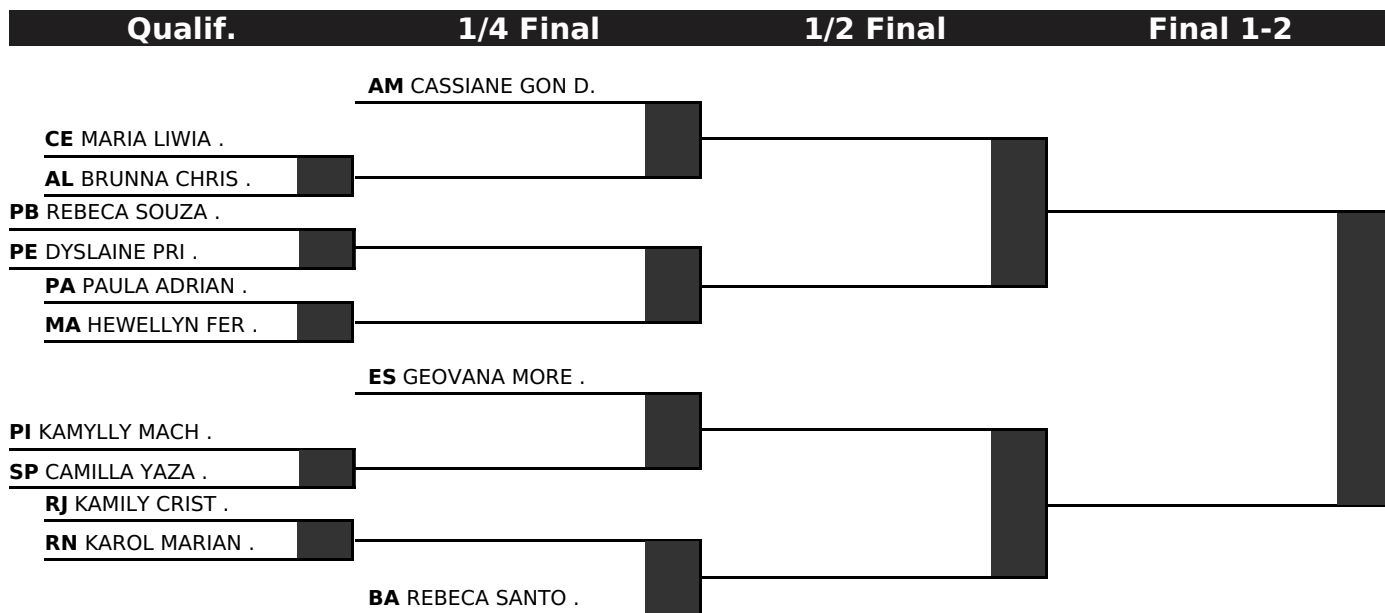 Qualif. 1/4 Final 1/2 Final Final 1-2
AM CASSIANE GON D.
CE MARIA LIWIA .
AL BRUNNA CHRIS .
PB REBECA SOUZA .
PE DYSLAINE PRI .
PA PAULA ADRIAN .
MA HEWELLYN FER .
ES GEOVANA MORE .
PI KAMYLLY MACH .
SP CAMILLA YAZA .
RJ KAMILY CRIST .
RN KAROL MARIAN .
BA REBECA SANTO .